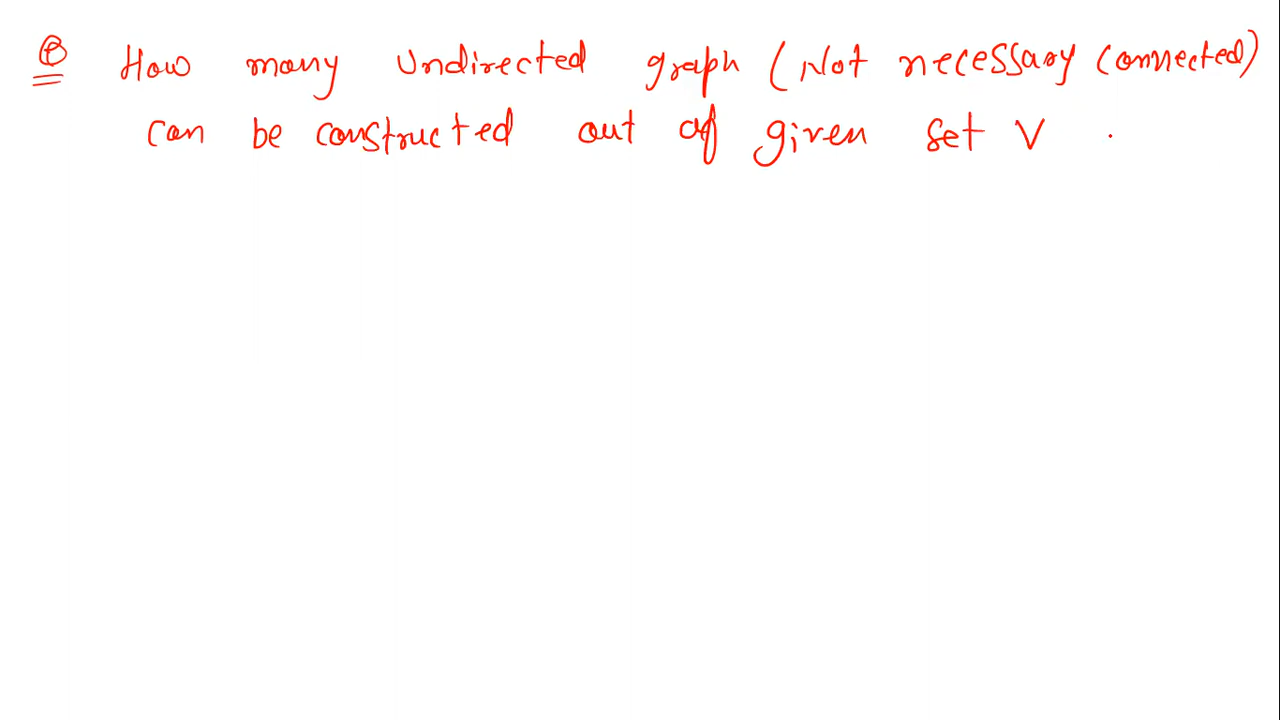 Q How many undirected graph (Not necessary connected)
can be constructed out of given set V .